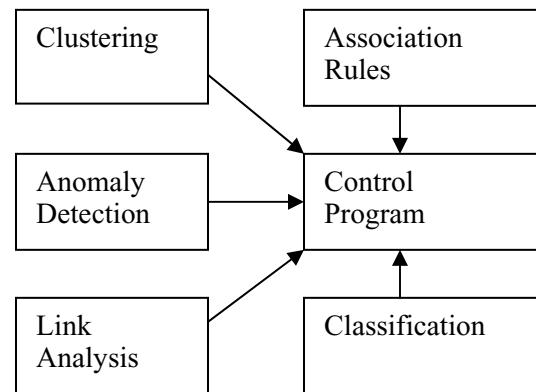 Clustering
Association
Rules
Anomaly
Detection
Control
Program
Link
Analysis
Classification